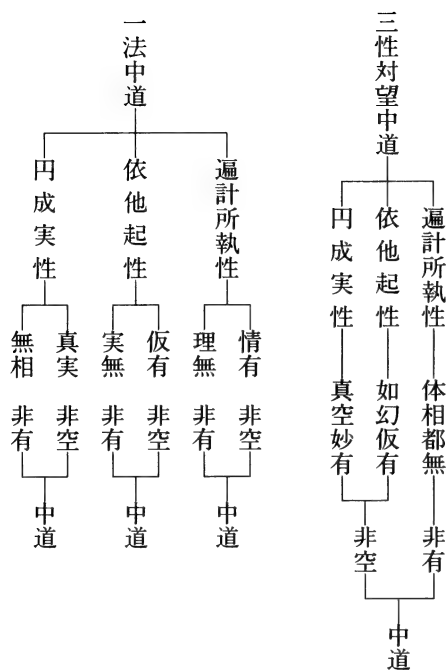 三性対望中道
遍計所執性
体相都無
非有
依他起性
如幻仮有
円成実性
真空妙有
非空
中道
一法中道
遍計所執性
情有
非空
理無
非有
中道
依他起性
仮有
非空
実無
非有
中道
円成実性
真実
非空
無相
非有
中道